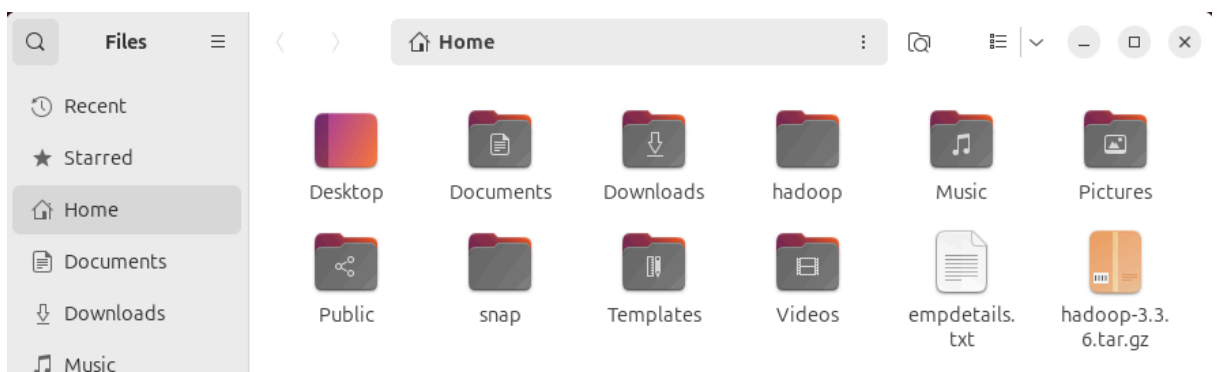 Files
Home
Recent
Starred
Home
Documents
Downloads
Music
Desktop
Documents
Downloads
hadoop
Music
Pictures
Public
snap
Templates
Videos
empdetails.
txt
hadoop-3.3.
6.tar.gz